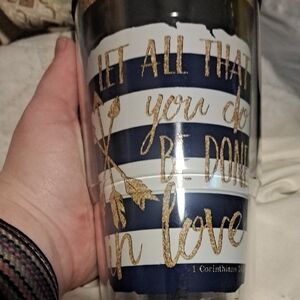 LET ALL THAT
you do
BE DONE
in love
1 Corinthians